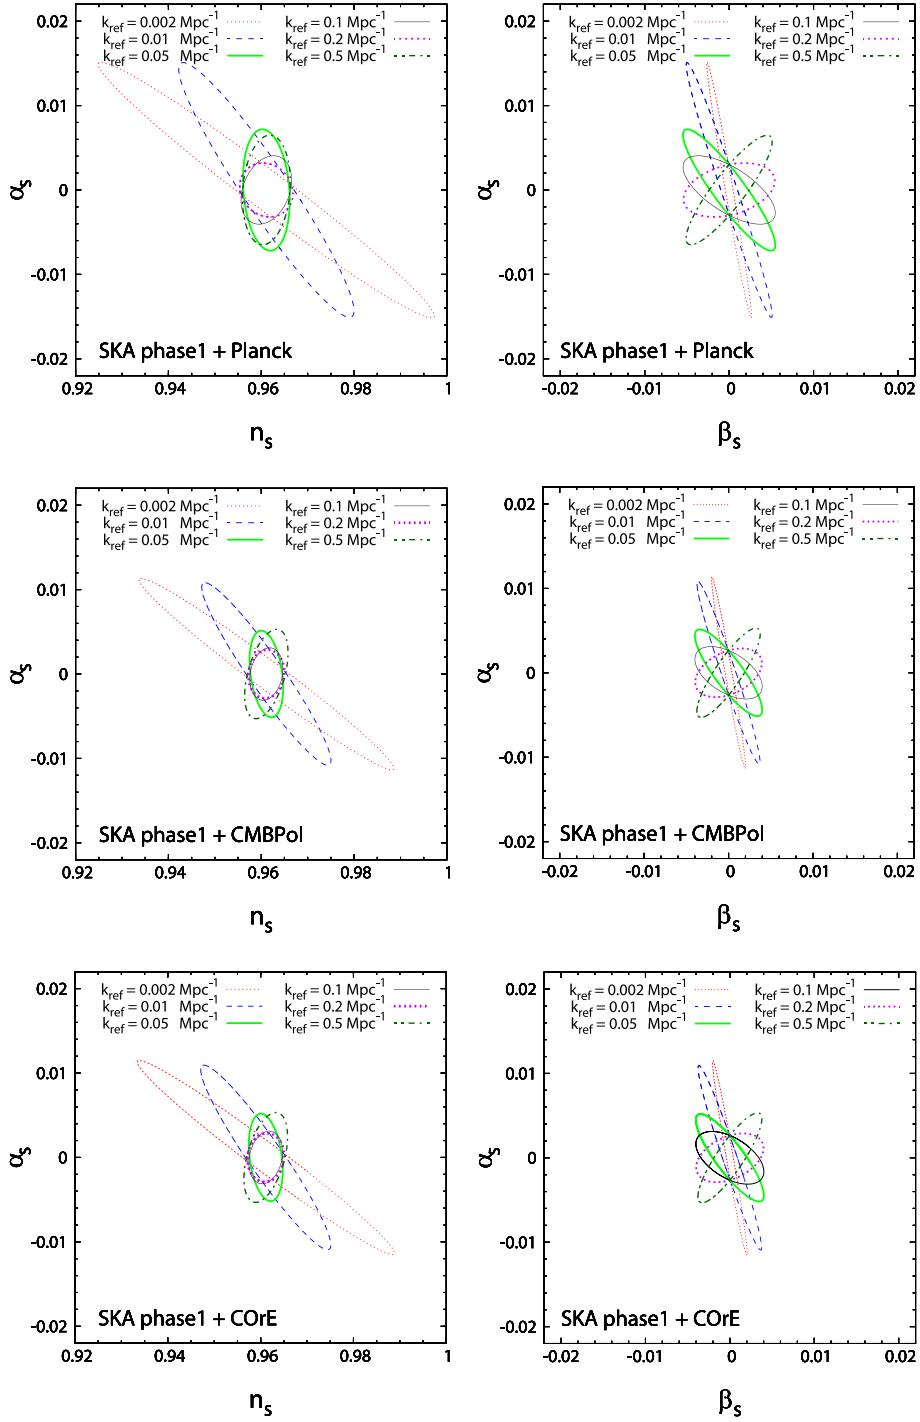 0.02
0.01
0
-0.01
-0.02
αs
k_ref = 0.002 Mpc^-1
k_ref = 0.01 Mpc^-1
k_ref = 0.05 Mpc^-1
k_ref = 0.1 Mpc^-1
k_ref = 0.2 Mpc^-1
k_ref = 0.5 Mpc^-1
SKA phase1 + Planck
0.92 0.94 0.96 0.98 1
ns
0.02
0.01
0
-0.01
-0.02
αs
k_ref = 0.002 Mpc^-1
k_ref = 0.01 Mpc^-1
k_ref = 0.05 Mpc^-1
k_ref = 0.1 Mpc^-1
k_ref = 0.2 Mpc^-1
k_ref = 0.5 Mpc^-1
SKA phase1 + Planck
-0.02 -0.01 0 0.01 0.02
βs
0.02
0.01
0
-0.01
-0.02
αs
k_ref = 0.002 Mpc^-1
k_ref = 0.01 Mpc^-1
k_ref = 0.05 Mpc^-1
k_ref = 0.1 Mpc^-1
k_ref = 0.2 Mpc^-1
k_ref = 0.5 Mpc^-1
SKA phase1 + CMBPol
0.92 0.94 0.96 0.98 1
ns
0.02
0.01
0
-0.01
-0.02
αs
k_ref = 0.002 Mpc^-1
k_ref = 0.01 Mpc^-1
k_ref = 0.05 Mpc^-1
k_ref = 0.1 Mpc^-1
k_ref = 0.2 Mpc^-1
k_ref = 0.5 Mpc^-1
SKA phase1 + CMBPol
-0.02 -0.01 0 0.01 0.02
βs
0.02
0.01
0
-0.01
-0.02
αs
k_ref = 0.002 Mpc^-1
k_ref = 0.01 Mpc^-1
k_ref = 0.05 Mpc^-1
k_ref = 0.1 Mpc^-1
k_ref = 0.2 Mpc^-1
k_ref = 0.5 Mpc^-1
SKA phase1 + COrE
0.92 0.94 0.96 0.98 1
ns
0.02
0.01
0
-0.01
-0.02
αs
k_ref = 0.002 Mpc^-1
k_ref = 0.01 Mpc^-1
k_ref = 0.05 Mpc^-1
k_ref = 0.1 Mpc^-1
k_ref = 0.2 Mpc^-1
k_ref = 0.5 Mpc^-1
SKA phase1 + COrE
-0.02 -0.01 0 0.01 0.02
βs